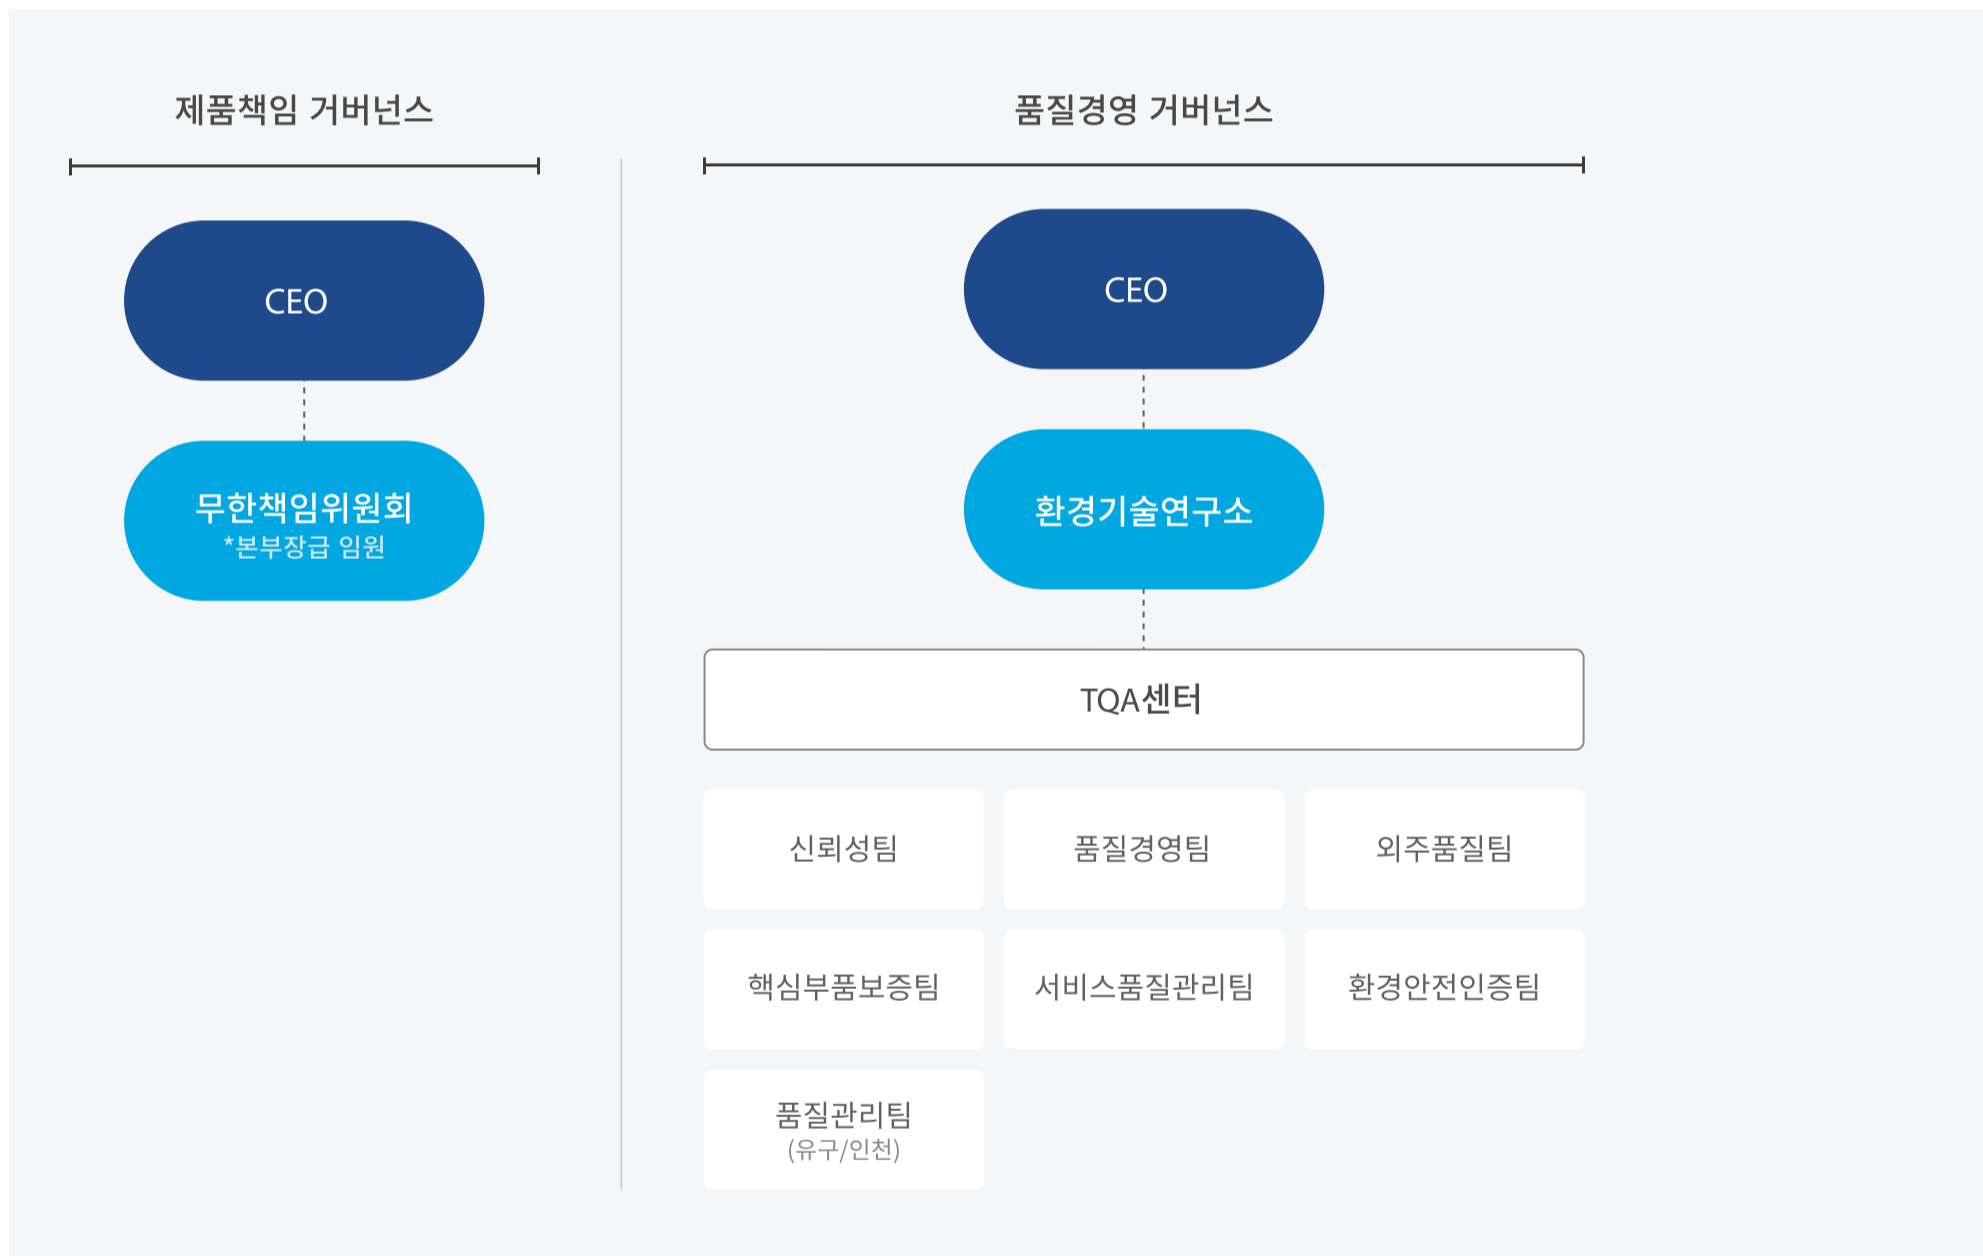 제품책임 거버넌스
CEO
무한책임위원회
*본부장급 임원
품질경영 거버넌스
CEO
환경기술연구소
TQA센터
신뢰성팀
품질경영팀
외주품질팀
핵심부품보증팀
서비스품질관리팀
환경안전인증팀
품질관리팀
(유구/인천)